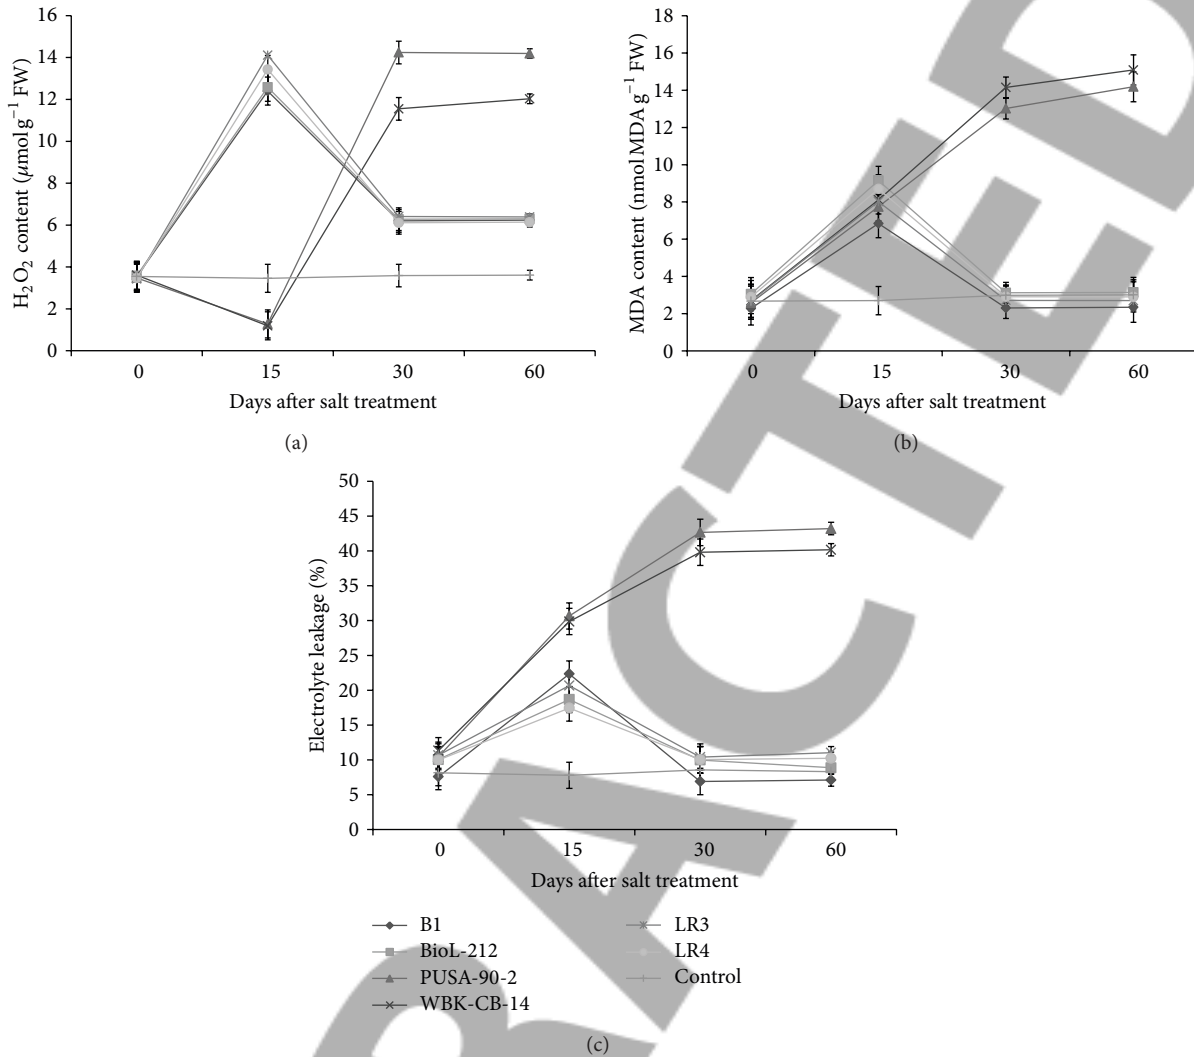 16
14
12
10
8
6
4
2
0
H₂O₂ content (μmol g⁻¹ FW)
0 15 30 60
Days after salt treatment
(a)
18
16
14
12
10
8
6
4
2
0
MDA content (nmol MDA g⁻¹ FW)
0 15 30 60
Days after salt treatment
(b)
50
45
40
35
30
25
20
15
10
5
0
Electrolyte leakage (%)
0 15 30 60
Days after salt treatment
B1
BioL-212
PUSA-90-2
WBK-CB-14
LR3
LR4
Control
(c)
RACTED